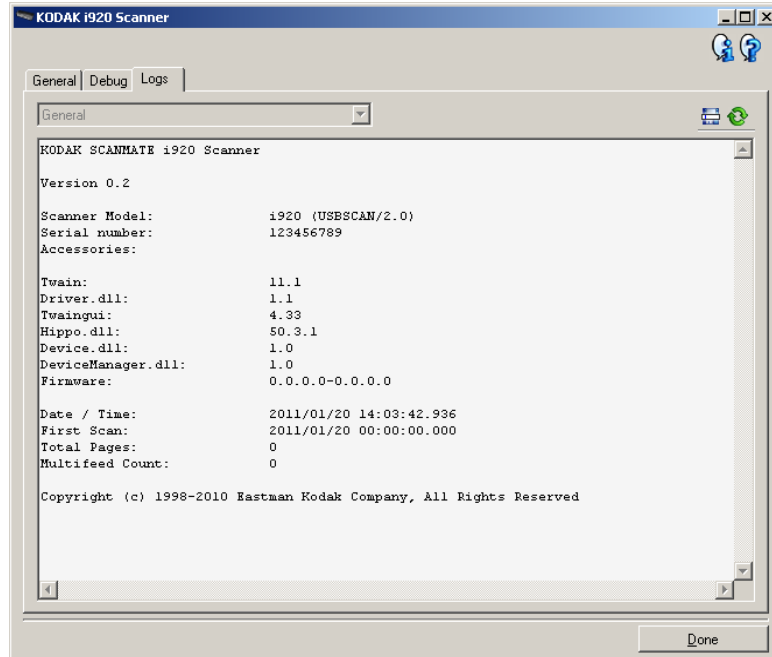 KODAK i920 Scanner
General Debug Logs
General
KODAK SCANMATE i920 Scanner
Version 0.2
Scanner Model: i920 (USBSCAN/2.0)
Serial number: 123456789
Accessories:
Twain: 11.1
Driver.dll: 1.1
Twaingui: 4.33
Hippo.dll: 50.3.1
Device.dll: 1.0
DeviceManager.dll: 1.0
Firmware: 0.0.0.0-0.0.0.0
Date / Time: 2011/01/20 14:03:42.936
First Scan: 2011/01/20 00:00:00.000
Total Pages: 0
Multifeed Count: 0
Copyright (c) 1998-2010 Eastman Kodak Company, All Rights Reserved
Done